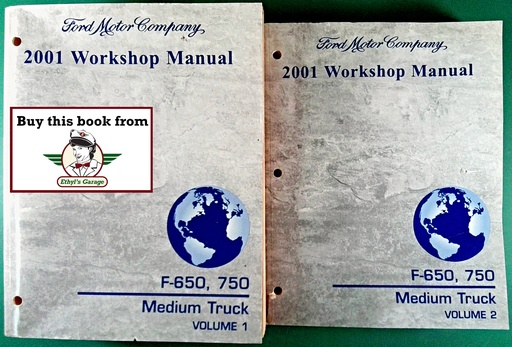 Ford Motor Company
2001 Workshop Manual
Buy this book from
Ethyl's Garage
F-650, 750
Medium Truck
VOLUME 1
Ford Motor Company
2001 Workshop Manual
F-650, 750
Medium Truck
VOLUME 2